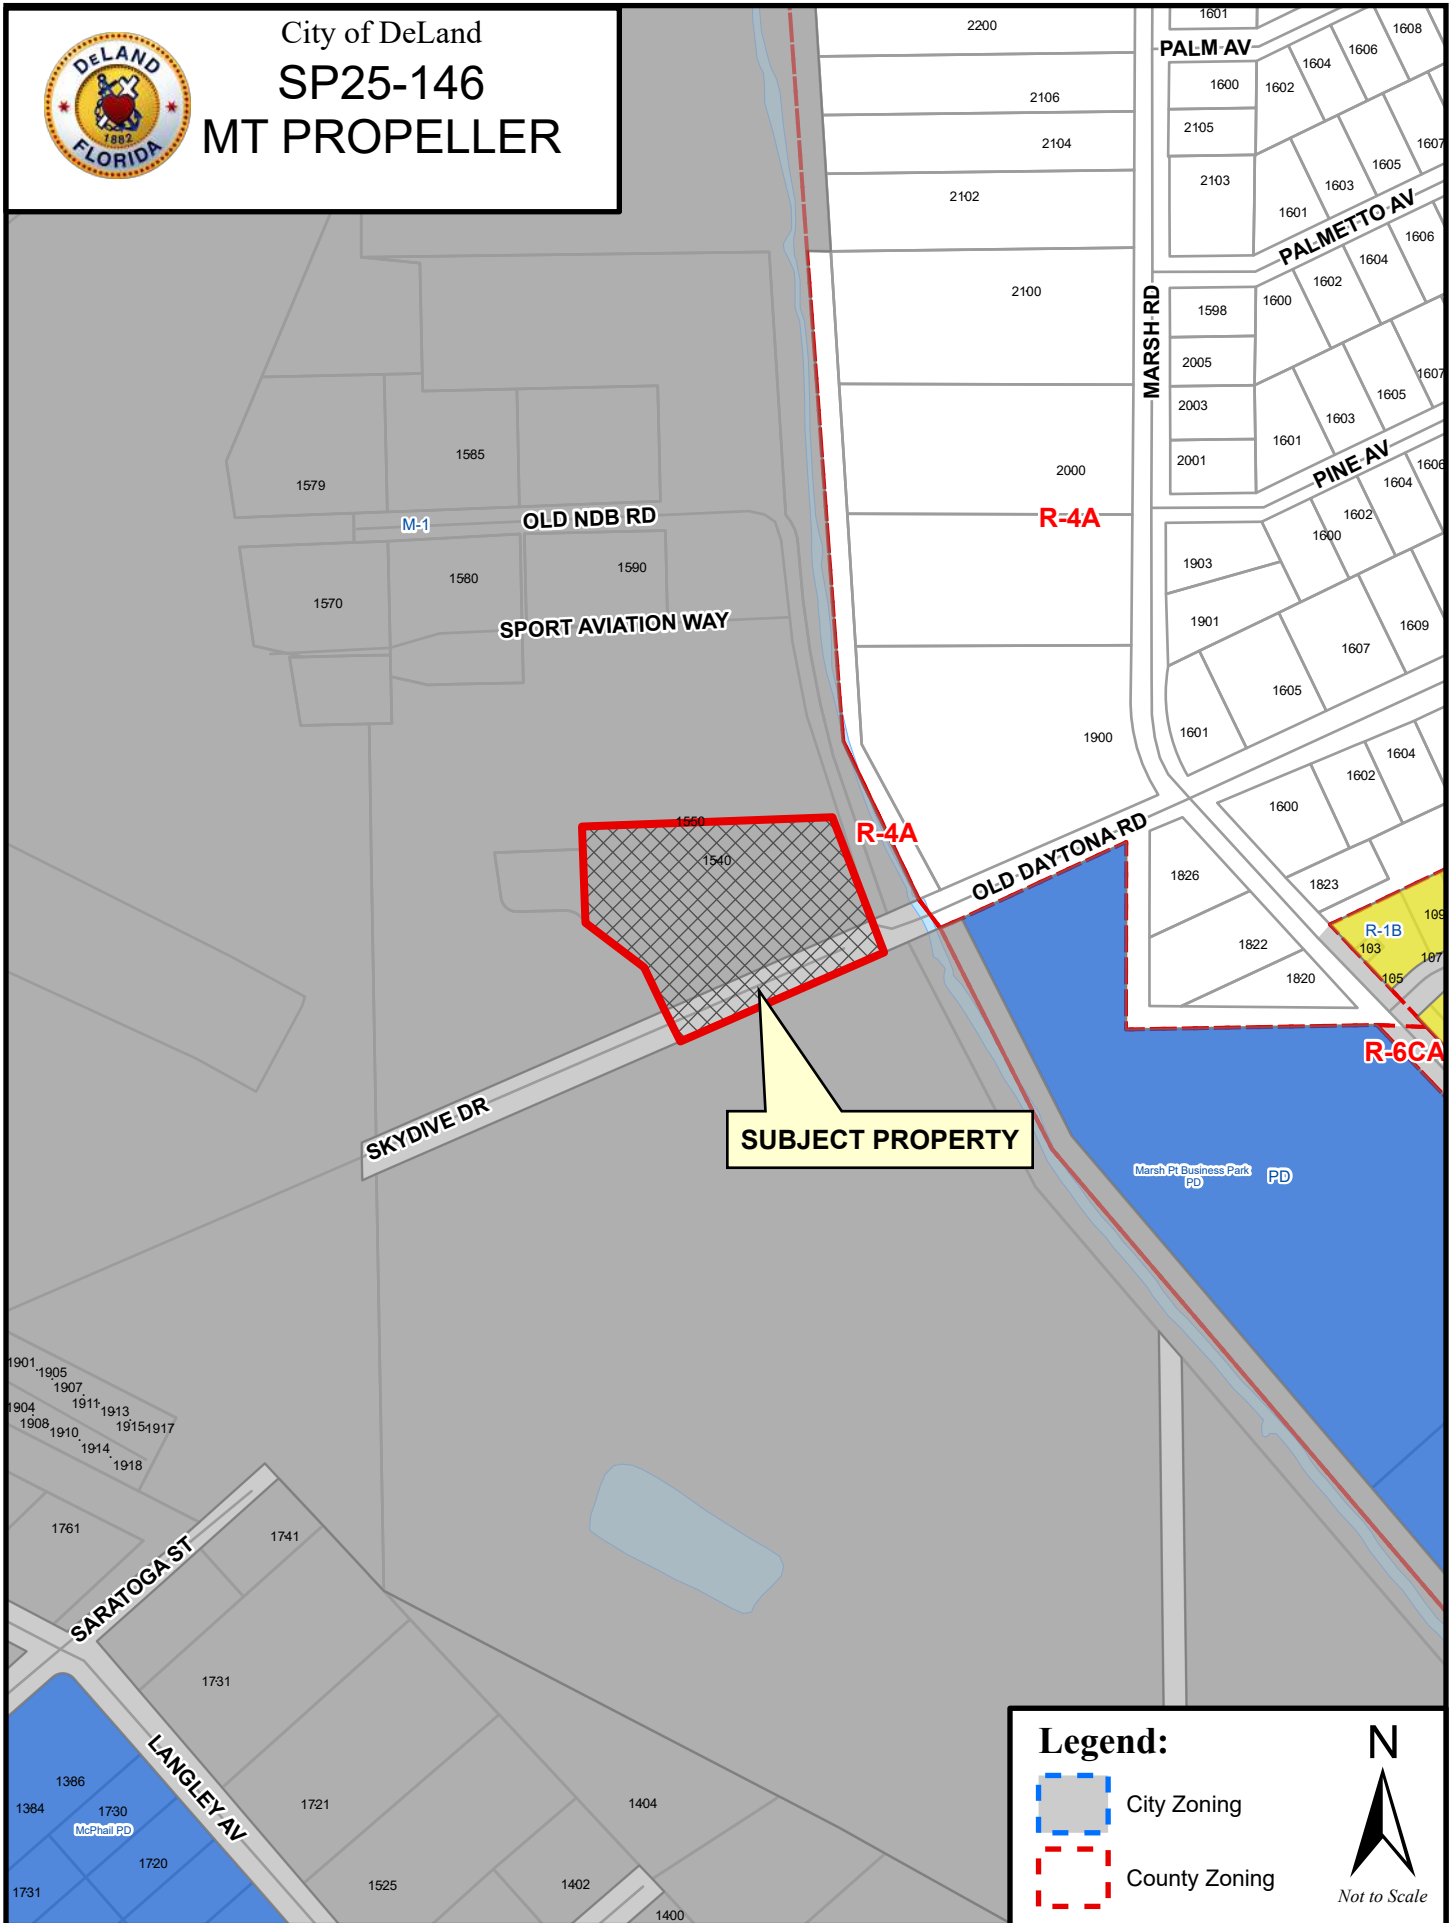 City of DeLand
SP25-146
MT PROPELLER
DeLAND
1882
FLORIDA
2200
2106
2104
2102
2100
2000
R-4A
1900
MARSH RD
1601
PALM AV
1600
2105
2103
1602
1604
1606
1608
1601
1603
1605
1607
PALMETTO AV
1598
2005
2003
2001
1600
1602
1604
1606
1601
1603
1605
1607
PINE AV
1903
1901
1600
1602
1604
1606
1601
1605
1607
1609
1600
1602
1604
1585
1579
M-1
OLD NDB RD
1570
1580
1590
SPORT AVIATION WAY
1550
1540
R-4A
OLD DAYTONA RD
1826
1823
1822
1820
R-1B
103
105
107
109
R-6CA
SKYDIVE DR
SUBJECT PROPERTY
Marsh Pt Business Park
PD
PD
1901
1905
1907
1911
1913
1915
1917
1904
1908
1910
1914
1918
1761
1741
SARATOGA ST
1731
LANGLEY AV
1386
1384
1730
McPhail PD
1720
1731
1721
1525
1404
1402
1400
Legend:
City Zoning
County Zoning
N
Not to Scale